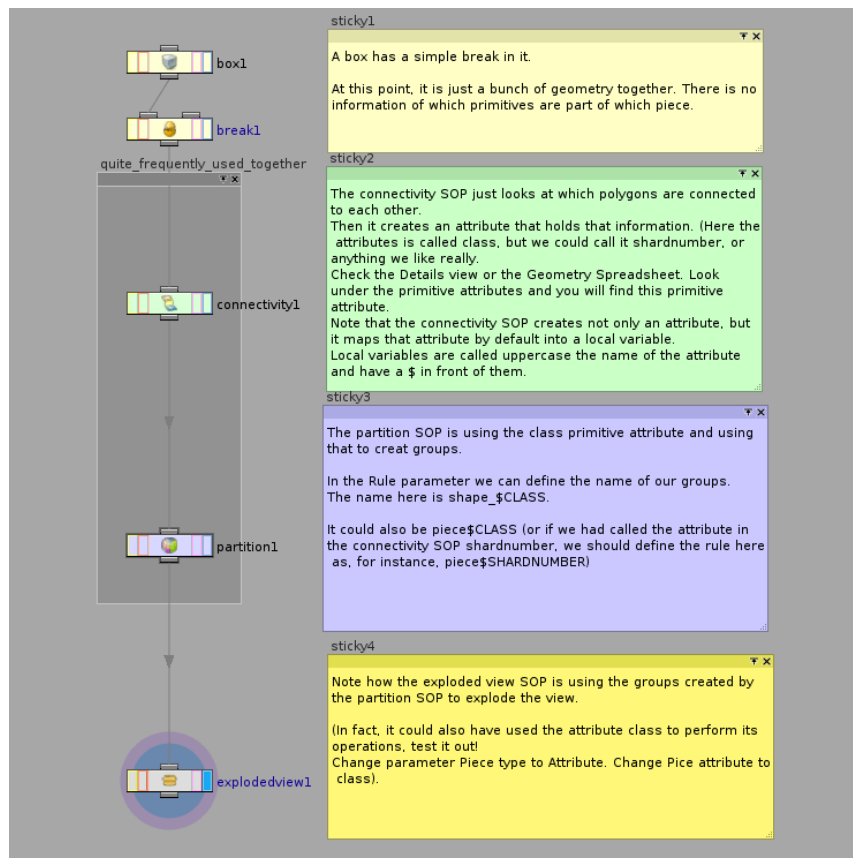 sticky1
box1
A box has a simple break in it.
At this point, it is just a bunch of geometry together. There is no
information of which primitives are part of which piece.
break1
quite_frequently_used_together
sticky2
The connectivity SOP just looks at which polygons are connected
to each other.
Then it creates an attribute that holds that information. (Here the
attributes is called class, but we could call it shardnumber, or
anything we like really.
Check the Details view or the Geometry Spreadsheet. Look
under the primitive attributes and you will find this primitive
attribute.
Note that the connectivity SOP creates not only an attribute, but
it maps that attribute by default into a local variable.
Local variables are called uppercase the name of the attribute
and have a $ in front of them.
connectivity1
sticky3
The partition SOP is using the class primitive attribute and using
that to creat groups.
In the Rule parameter we can define the name of our groups.
The name here is shape_$CLASS.
It could also be piece$CLASS (or if we had called the attribute in
the connectivity SOP shardnumber, we should define the rule here
as, for instance, piece$SHARDNUMBER)
partition1
sticky4
Note how the exploded view SOP is using the groups created by
the partition SOP to explode the view.
(In fact, it could also have used the attribute class to perform its
operations, test it out!
Change parameter Piece type to Attribute. Change Pice attribute to
class).
explodedview1